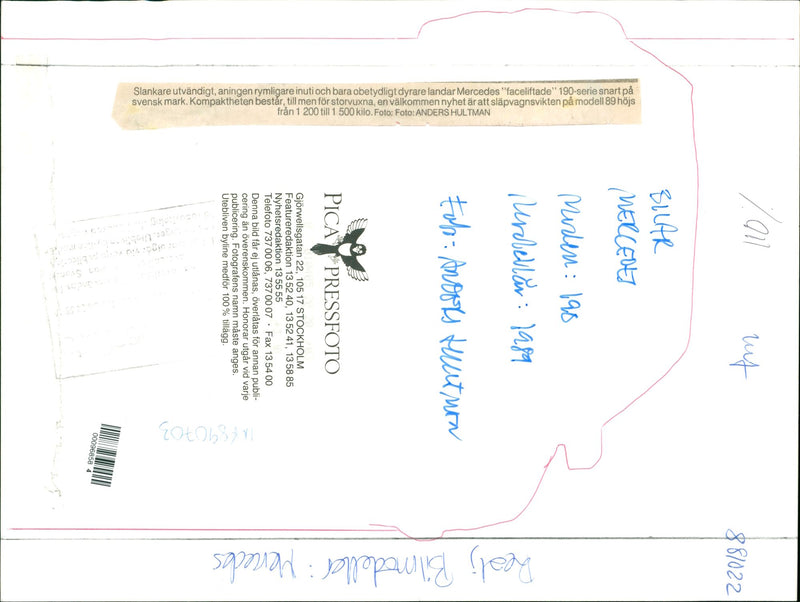 Slankare utvändigt, aningen rymligare inuti och bara obetydligt dyrare landar Mercedes "faceliftade" 190-serie snart på
svensk mark. Kompaktheten består, till men för storvuxna, en välkommen nyhet är att släpvagnsvikten på modell 89 höjs
från 1 200 till 1 500 kilo. Foto: Foto: ANDERS HULTMAN
BILAR
MERCEDES
Modell: 190
Foto: ANDERS HULTMAN
PICA PRESSFOTO
Gjörwellsgatan 22, 105 17 STOCKHOLM
Featureredaktion 13 52 40, 13 52 41, 13 58 85
Nyhetsredaktion 13 55 55
Telefoto 737 00 06, 737 00 07 · Fax 13 54 00
Denna bild får ej utlånas, överlåtas för annan publi-
cering än överenskommen. Honorar utgår vid varje
publicering. Fotografens namn måste anges.
Utebliven byline medför 100 % tillägg.
00096858 4
881022
Bilmodeller: Mercedes